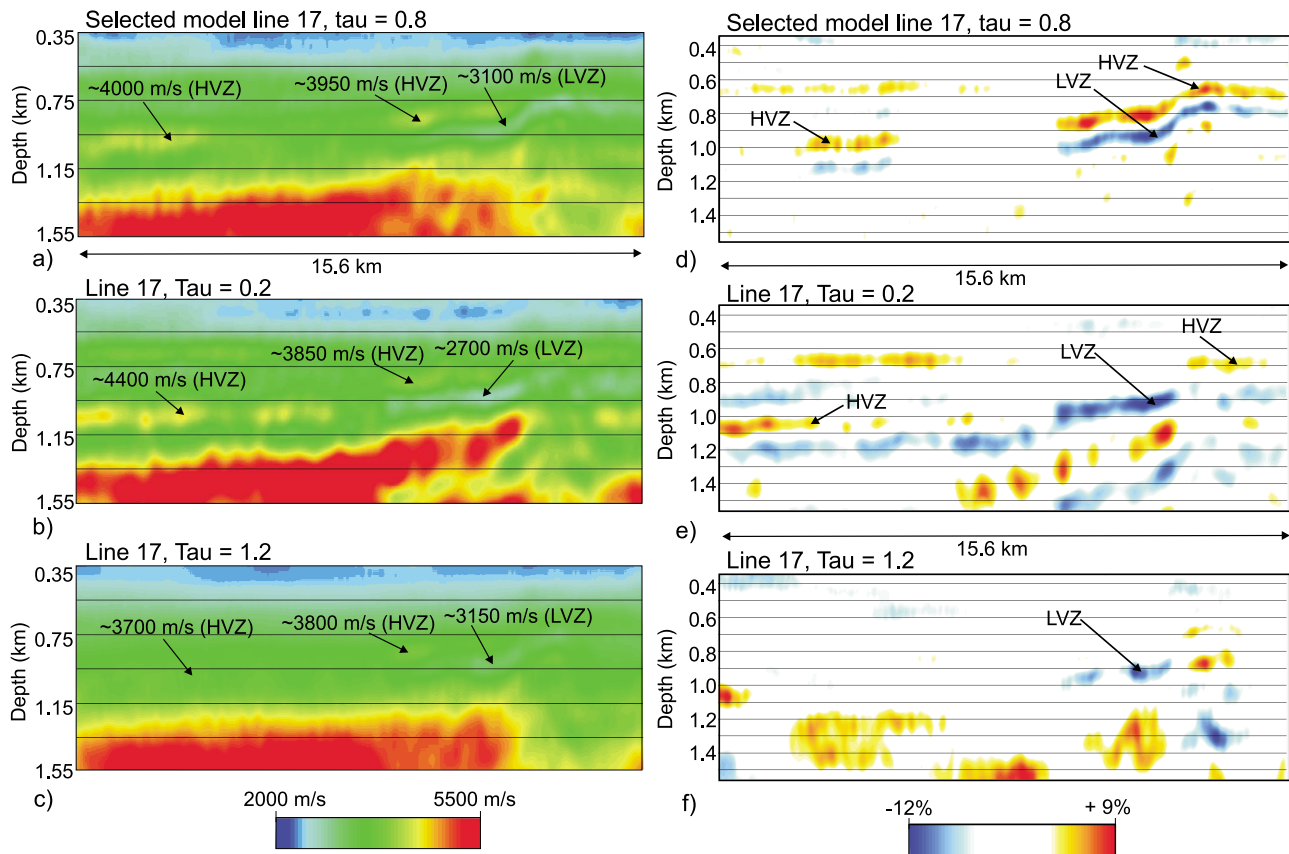 Selected model line 17, tau = 0.8
0.35
0.75
1.15
1.55
Depth (km)
~4000 m/s (HVZ)
~3950 m/s (HVZ)
~3100 m/s (LVZ)
a)
15.6 km
Line 17, Tau = 0.2
0.35
0.75
1.15
1.55
Depth (km)
~4400 m/s (HVZ)
~3850 m/s (HVZ)
~2700 m/s (LVZ)
b)
Line 17, Tau = 1.2
0.35
0.75
1.15
1.55
Depth (km)
~3700 m/s (HVZ)
~3800 m/s (HVZ)
~3150 m/s (LVZ)
c)
2000 m/s
5500 m/s
Selected model line 17, tau = 0.8
0.4
0.6
0.8
1.0
1.2
1.4
Depth (km)
HVZ
LVZ
HVZ
d)
15.6 km
Line 17, Tau = 0.2
0.4
0.6
0.8
1.0
1.2
1.4
Depth (km)
HVZ
LVZ
HVZ
e)
15.6 km
Line 17, Tau = 1.2
0.4
0.6
0.8
1.0
1.2
1.4
Depth (km)
LVZ
f)
-12%
+ 9%